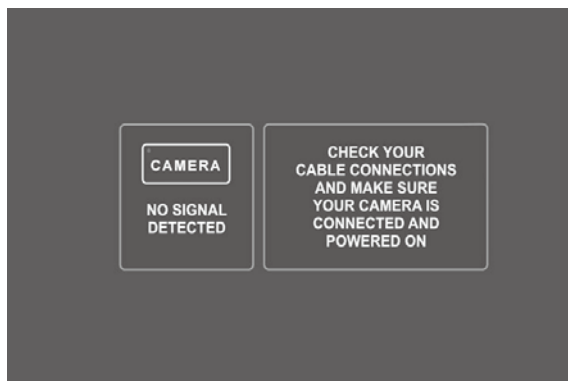 CAMERA
NO SIGNAL
DETECTED
CHECK YOUR
CABLE CONNECTIONS
AND MAKE SURE
YOUR CAMERA IS
CONNECTED AND
POWERED ON